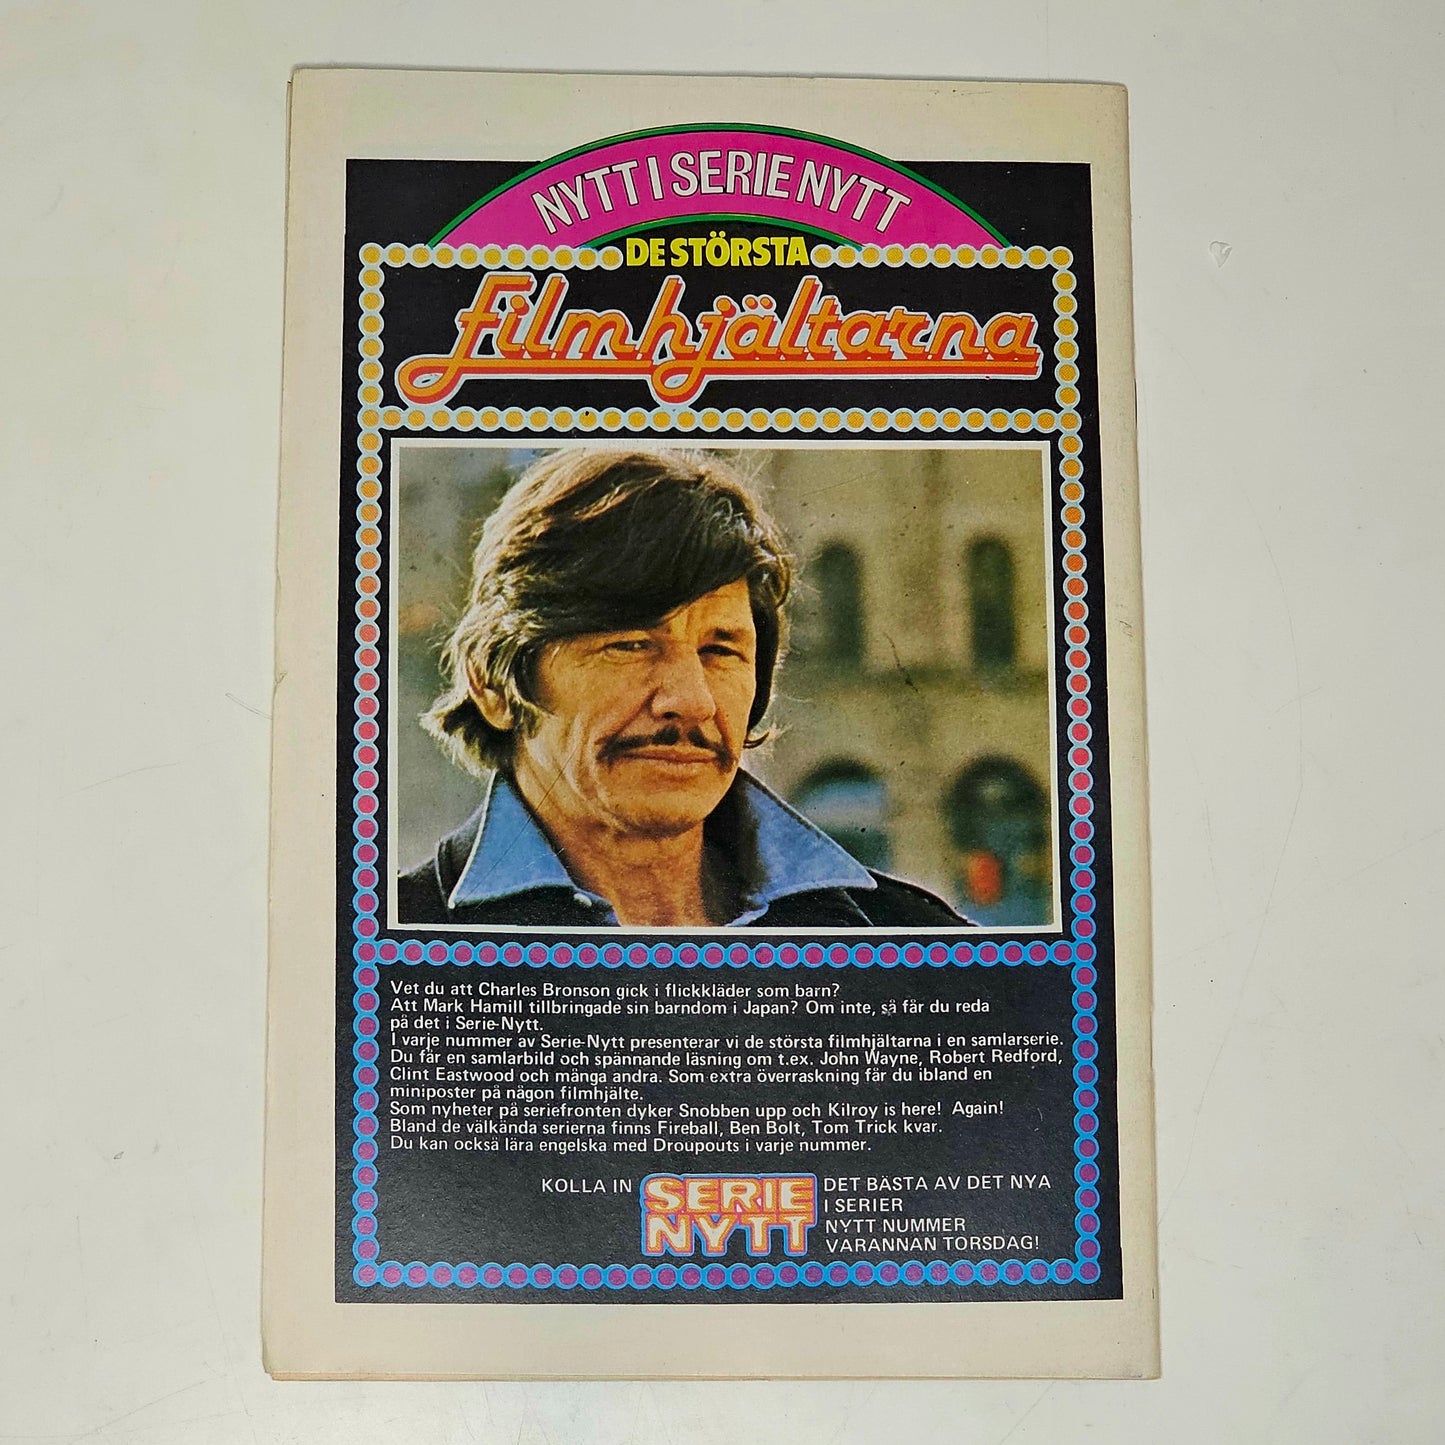 NYTT I SERIE NYTT
DE STÖRSTA
Filmhjältarna
Vet du att Charles Bronson gick i flickkläder som barn?
Att Mark Hamill tillbringade sin barndom i Japan? Om inte, så får du reda
på det i Serie-Nytt.
I varje nummer av Serie-Nytt presenterar vi de största filmhjältarna i en samlarserie.
Du får en samlarbild och spännande läsning om t.ex. John Wayne, Robert Redford,
Clint Eastwood och många andra. Som extra överraskning får du ibland en
miniposter på någon filmhjälte.
Som nyheter på seriefronten dyker Snobben upp och Kilroy is here! Again!
Bland de välkända serierna finns Fireball, Ben Bolt, Tom Trick kvar.
Du kan också lära engelska med Droupouts i varje nummer.
KOLLA IN SERIE NYTT DET BÄSTA AV DET NYA
I SERIER
NYTT NUMMER
VARANNAN TORSDAG!